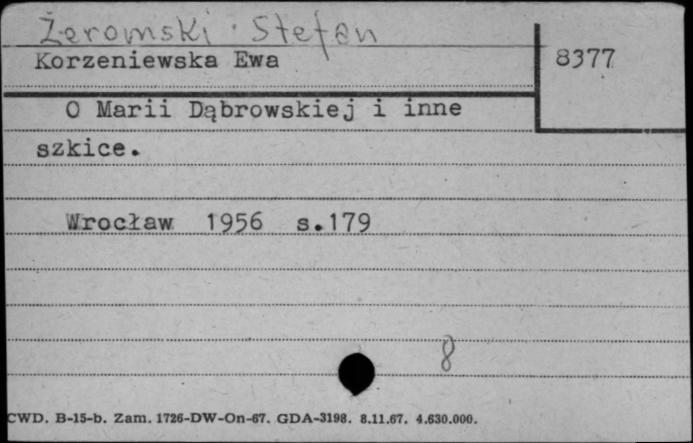 Żeromski Stefan
Korzeniewska Ewa
8377
O Marii Dąbrowskiej i inne
szkice.
Wrocław 1956 s.179
8
CWD. B-15-b. Zam. 1726-DW-On-67. GDA-3198. 8.11.67. 4.630.000.